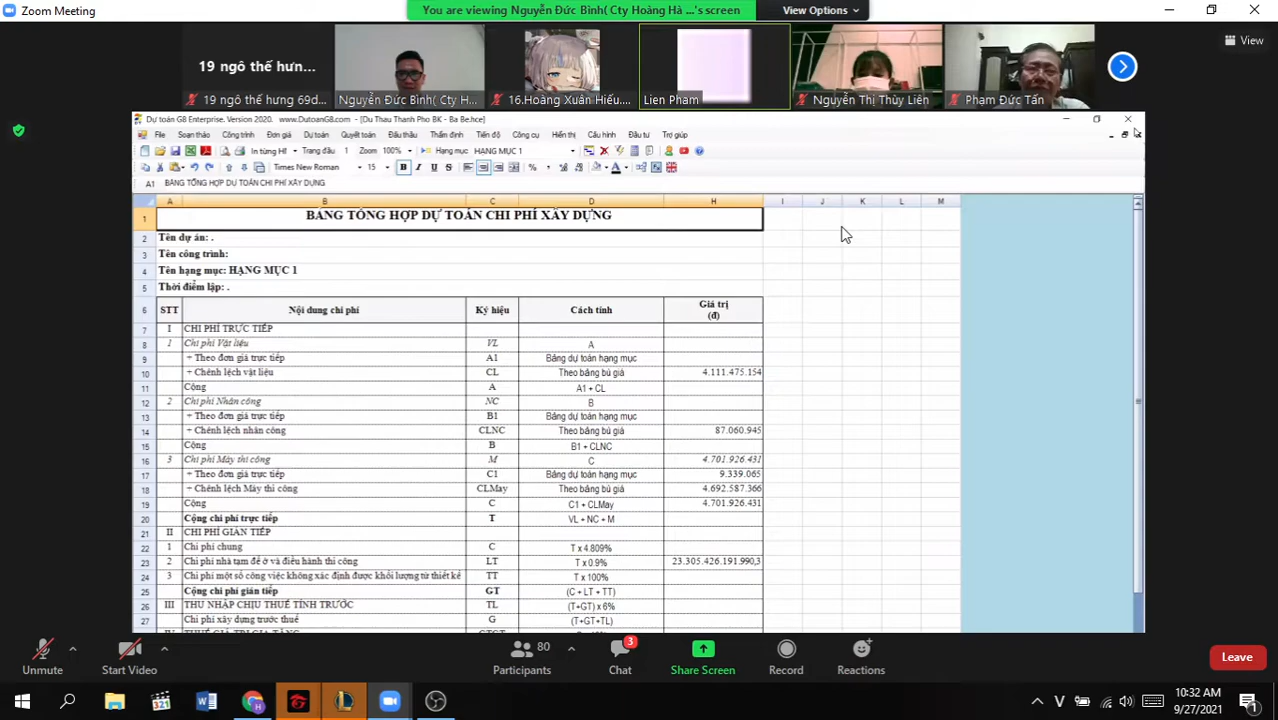 Zoom Meeting
You are viewing Nguyễn Đức Bình( Cty Hoàng Hà ...'s screen
View Options
19 ngô thế hưn...
19 ngô thế hưng 69d...
Nguyễn Đức Bình( Cty H...
16.Hoàng Xuân Hiếu...
Lien Pham
Nguyễn Thị Thùy Liên
Phạm Đức Tấn
View
Dự toán G8 Enterprise. Version 2020. www.DutoanG8.com - [Du Thau Thanh Pho BK - Ba Be.hce]
File Soạn thảo Công trình Đơn giá Dự toán Quyết toán Đấu thầu Thẩm định Tiến độ Công cụ Hiển thị Cấu hình Đầu tư Trợ giúp
In từng HI Trang đầu 1 Zoom 100% Hạng mục HẠNG MỤC 1
Times New Roman 15 B I U S %
A1 BẢNG TỔNG HỢP DỰ TOÁN CHI PHÍ XÂY DỰNG
A B C D H I J K L M
1 BẢNG TỔNG HỢP DỰ TOÁN CHI PHÍ XÂY DỰNG
2 Tên dự án: .
3 Tên công trình:
4 Tên hạng mục: HẠNG MỤC 1
5 Thời điểm lập: .
6 STT Nội dung chi phí Ký hiệu Cách tính Giá trị (đ)
7 I CHI PHÍ TRỰC TIẾP
8 1 Chi phí Vật liệu VL A
9 + Theo đơn giá trực tiếp A1 Bảng dự toán hạng mục
10 + Chênh lệch vật liệu CL Theo bảng bù giá 4.111.475.154
11 Cộng A A1 + CL
12 2 Chi phí Nhân công NC B
13 + Theo đơn giá trực tiếp B1 Bảng dự toán hạng mục
14 + Chênh lệch nhân công CLNC Theo bảng bù giá 87.060.945
15 Cộng B B1 + CLNC
16 3 Chi phí Máy thi công M C 4.701.926.431
17 + Theo đơn giá trực tiếp C1 Bảng dự toán hạng mục 9.339.065
18 + Chênh lệch Máy thi công CLMay Theo bảng bù giá 4.692.587.366
19 Cộng C C1 + CLMay 4.701.926.431
20 Cộng chi phí trực tiếp T VL + NC + M
21 II CHI PHÍ GIÁN TIẾP
22 1 Chi phí chung C T x 4.809%
23 2 Chi phí nhà tạm để ở và điều hành thi công LT T x 0.9% 23.305.426.191.990,3
24 3 Chi phí một số công việc không xác định được khối lượng từ thiết kế TT T x 100%
25 Cộng chi phí gián tiếp GT (C + LT + TT)
26 III THU NHẬP CHỊU THUẾ TÍNH TRƯỚC TL (T+GT) x 6%
27 Chi phí xây dựng trước thuế G (T+GT+TL)
Unmute
Start Video
80
Participants
3
Chat
Share Screen
Record
Reactions
Leave
321
V
10:32 AM
9/27/2021
1